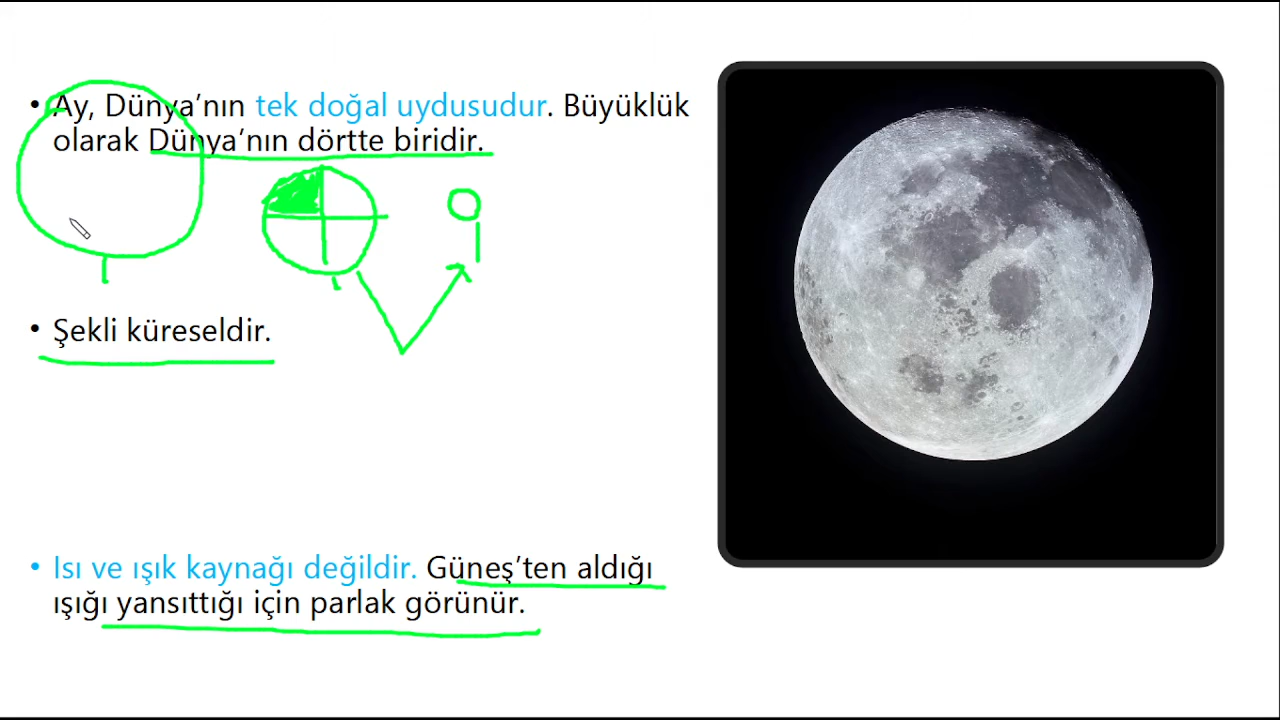 • Ay, Dünya’nın tek doğal uydusudur. Büyüklük
olarak Dünya’nın dörtte biridir.
• Şekli küreseldir.
• Isı ve ışık kaynağı değildir. Güneş’ten aldığı
ışığı yansıttığı için parlak görünür.